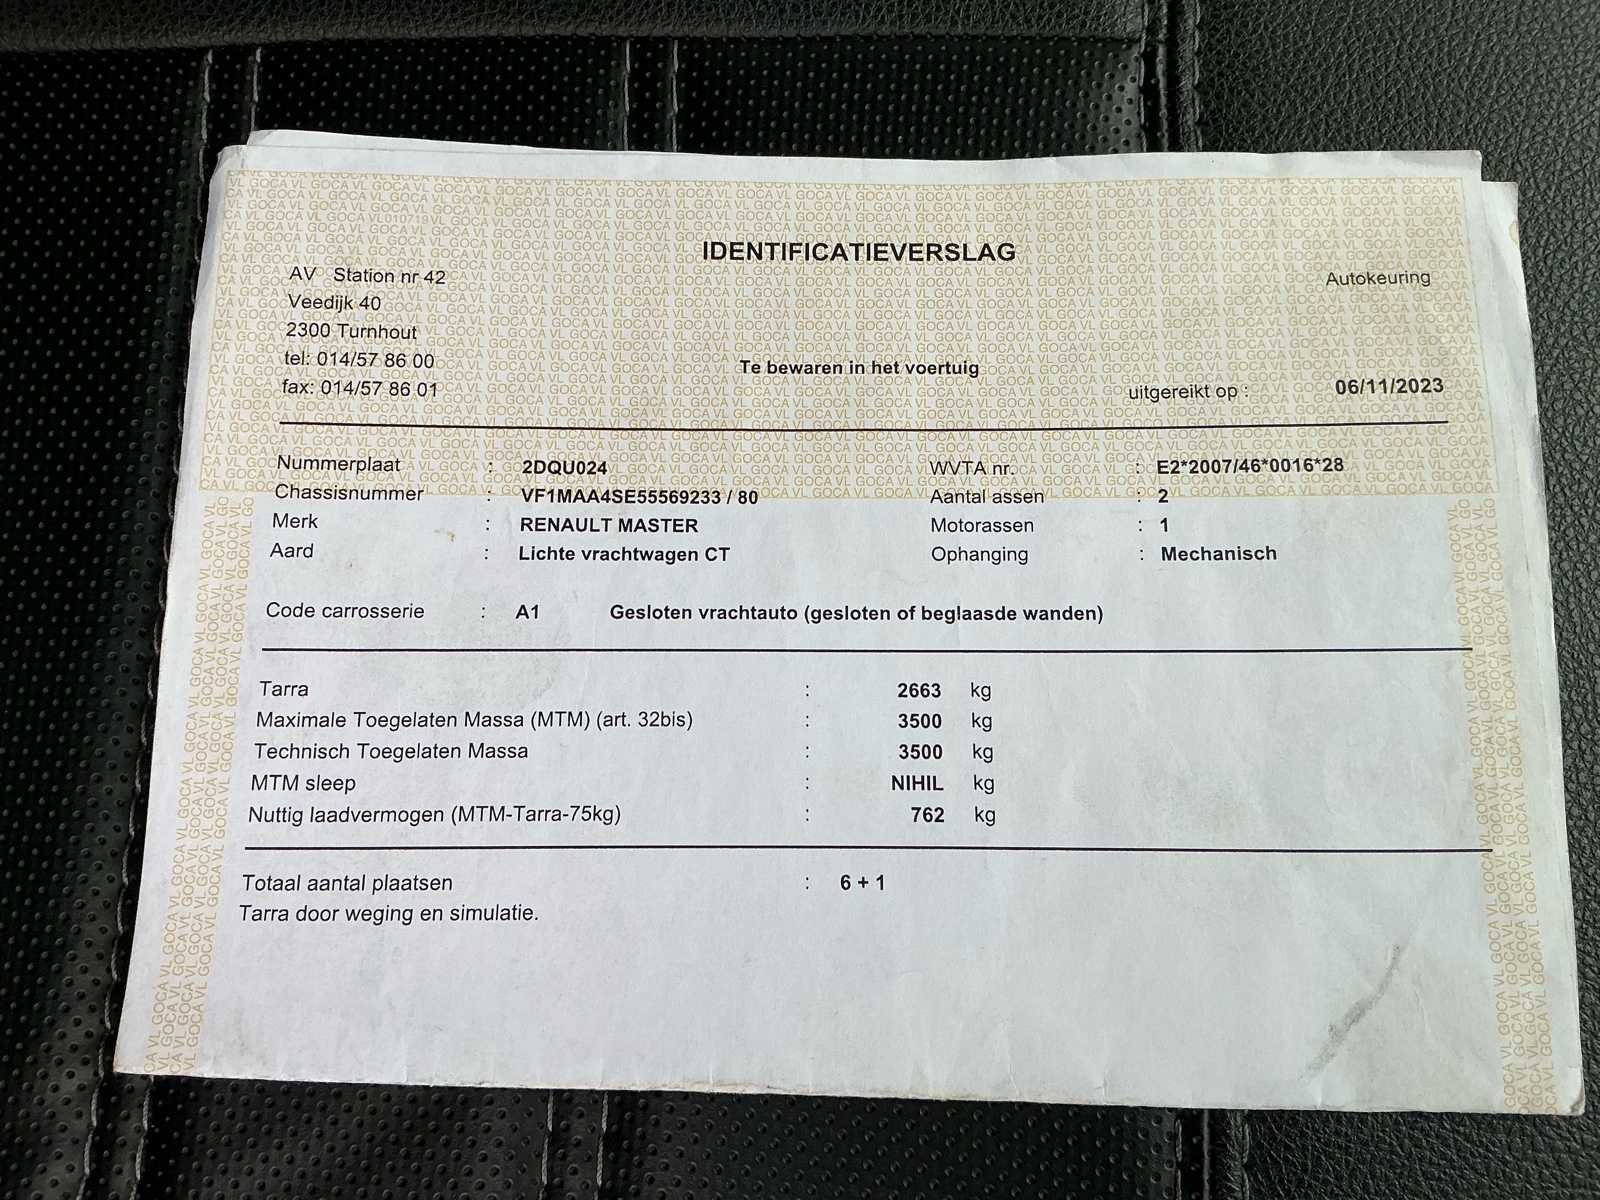 IDENTIFICATIEVERSLAG
AV Station nr 42
Autokeuring
Veedijk 40
2300 Turnhout
tel: 014/57 86 00
Te bewaren in het voertuig
fax: 014/57 86 01
uitgereikt op : 06/11/2023
Nummerplaat : 2DQU024 WVTA nr. : E2*2007/46*0016*28
Chassisnummer : VF1MAA4SE55569233 / 80 Aantal assen : 2
Merk : RENAULT MASTER Motorassen : 1
Aard : Lichte vrachtwagen CT Ophanging : Mechanisch
Code carrosserie : A1 Gesloten vrachtauto (gesloten of beglaasde wanden)
Tarra : 2663 kg
Maximale Toegelaten Massa (MTM) (art. 32bis) : 3500 kg
Technisch Toegelaten Massa : 3500 kg
MTM sleep : NIHIL kg
Nuttig laadvermogen (MTM-Tarra-75kg) : 762 kg
Totaal aantal plaatsen : 6 + 1
Tarra door weging en simulatie.